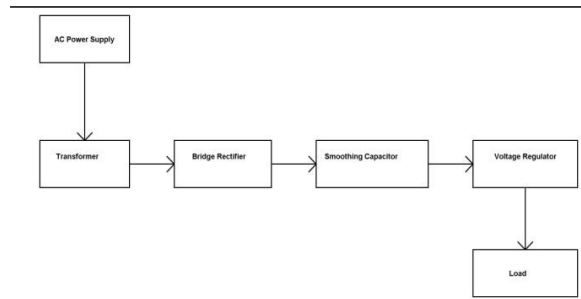 AC Power Supply
Transformer
Bridge Rectifier
Smoothing Capacitor
Voltage Regulator
Load